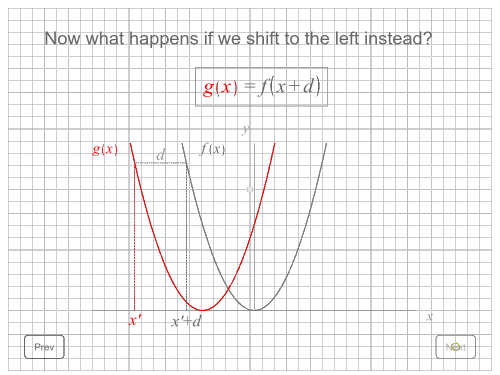 Now what happens if we shift to the left instead?
g(x) = f(x+d)
y
g(x) d f(x)
x' x'+d x
Prev Next